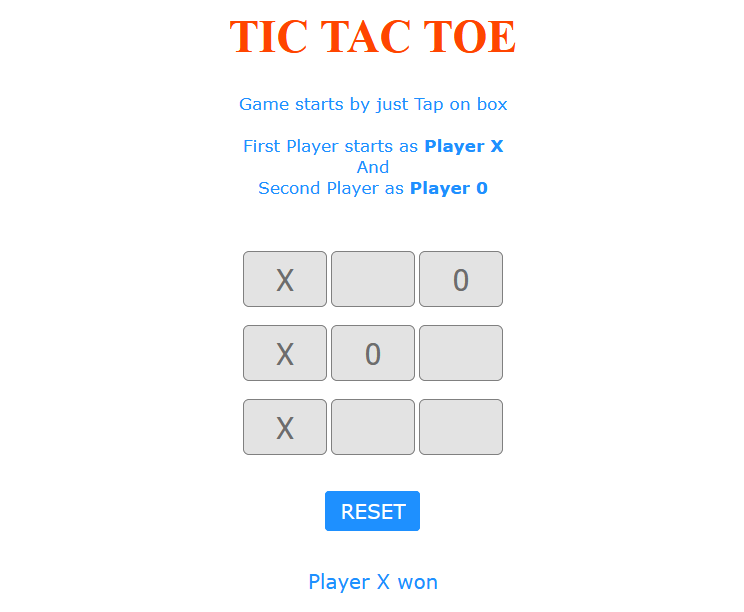 TIC TAC TOE
Game starts by just Tap on box
First Player starts as Player X
And
Second Player as Player 0
X 0
X 0
X
RESET
Player X won